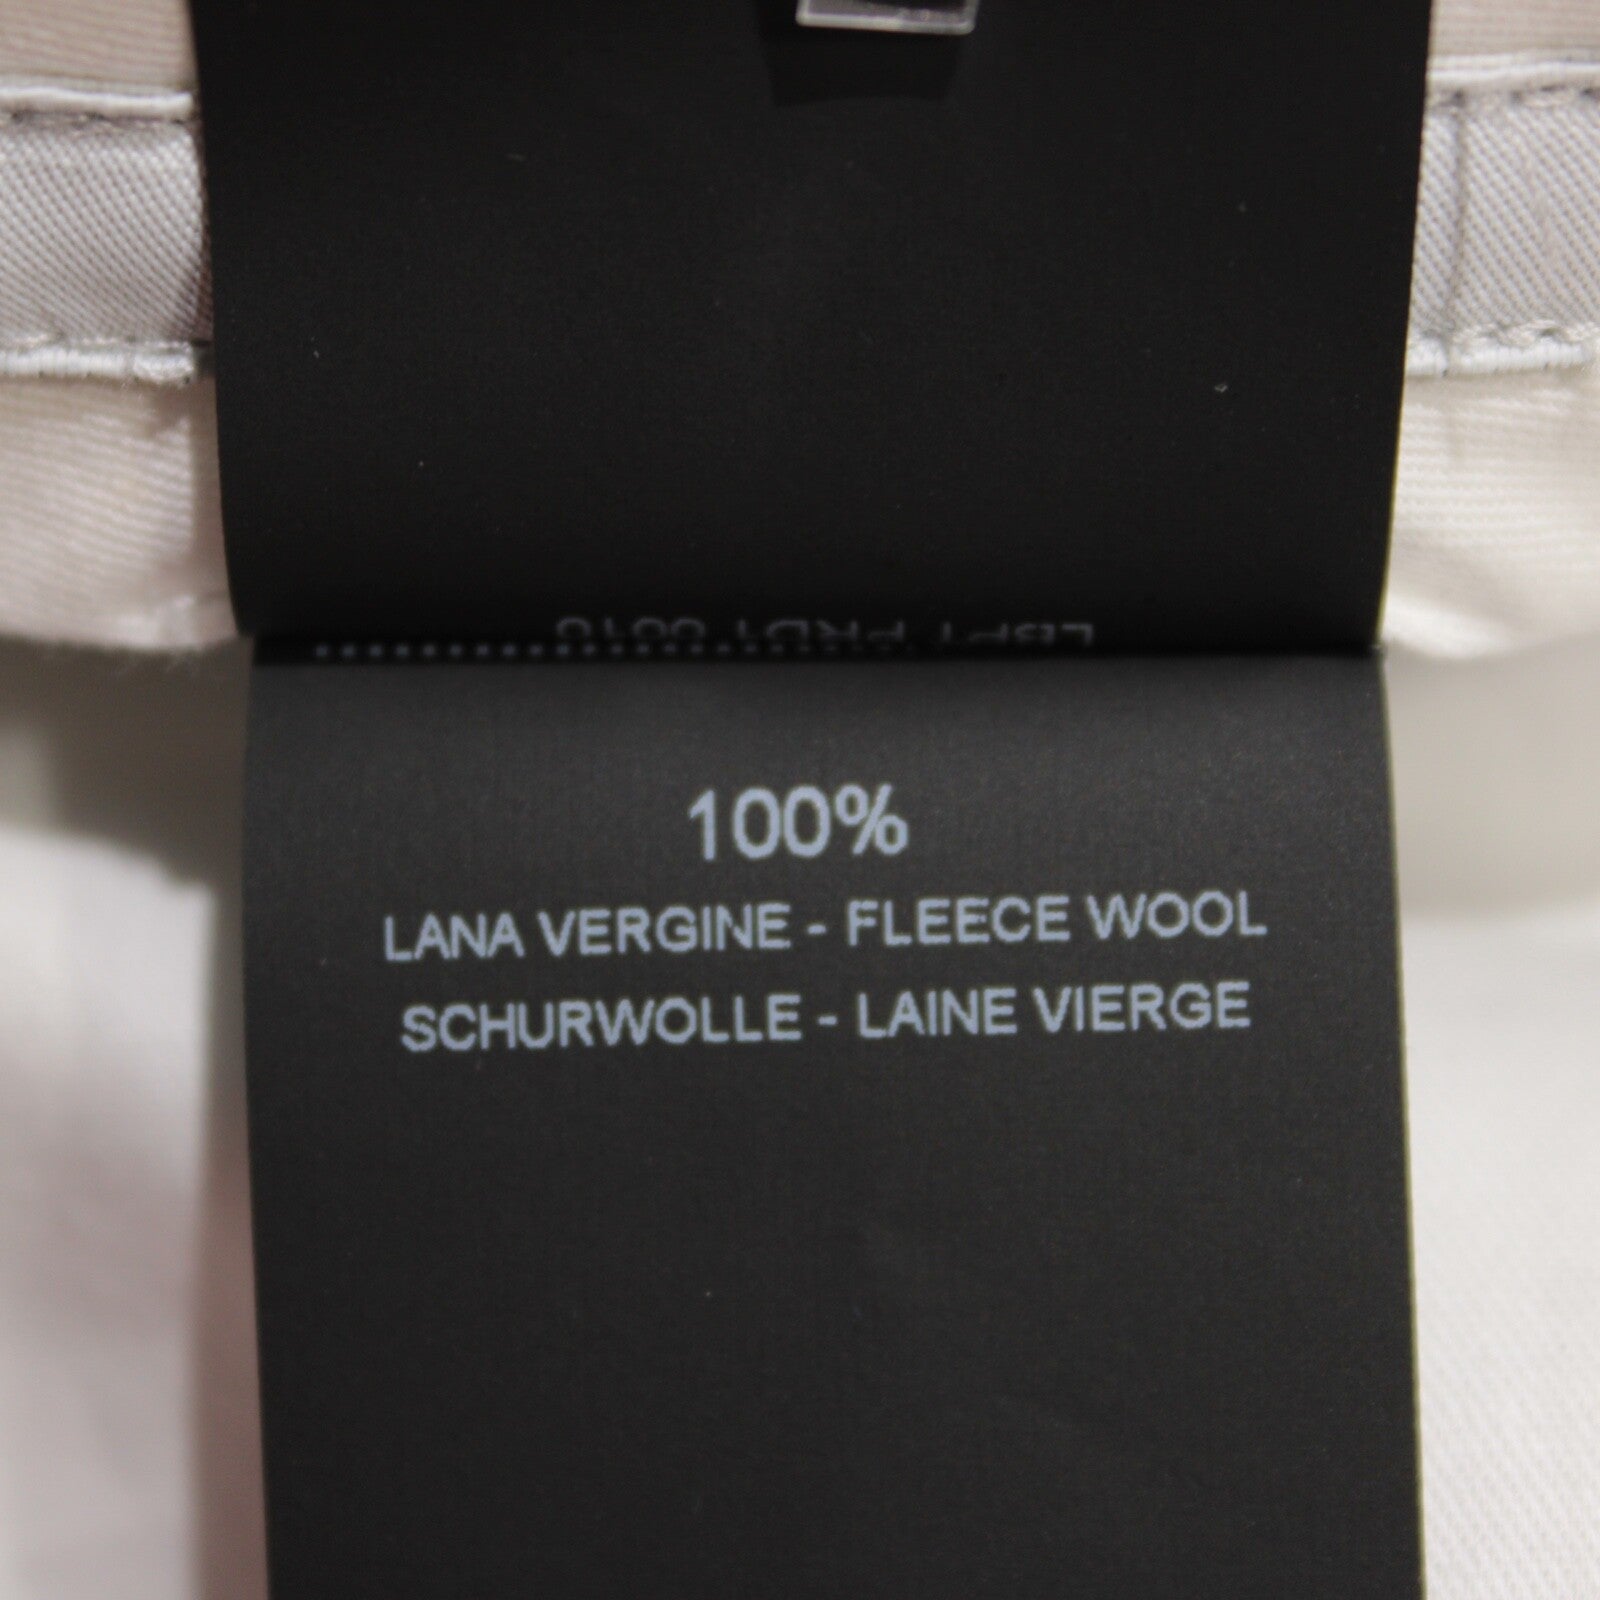 100%
LANA VERGINE - FLEECE WOOL
SCHURWOLLE - LAINE VIERGE